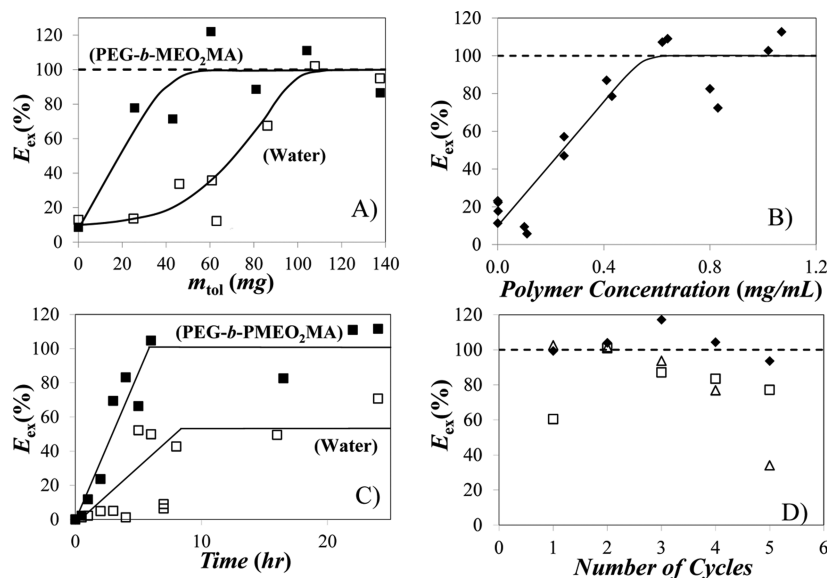 120
(PEG-b-MEO₂MA)
100
80
60
40
20
0
Eex(%)
(Water)
A)
0 20 40 60 80 100 120 140
mtol (mg)
120
100
80
60
40
20
0
Eex(%)
B)
0.0 0.4 0.8 1.2
Polymer Concentration (mg/mL)
120
(PEG-b-PMEO₂MA)
100
80
60
40
20
0
Eex(%)
(Water)
C)
0 10 20
Time (hr)
120
100
80
60
40
20
0
Eex(%)
D)
0 1 2 3 4 5 6
Number of Cycles